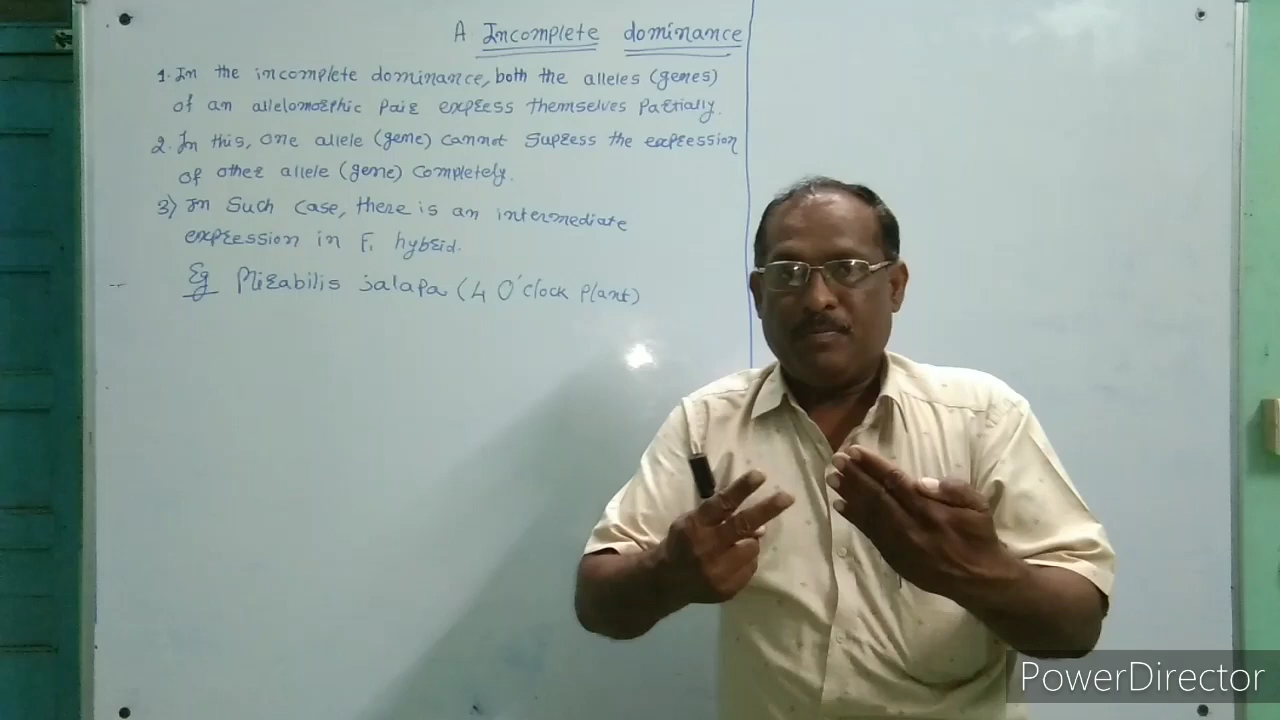 A Incomplete dominance
1. In the incomplete dominance, both the alleles (genes)
of an allelomorphic pair express themselves partially.
2. In this, one allele (gene) cannot supress the expression
of other allele (gene) completely.
3) In such case, there is an intermediate
expression in F1 hybrid.
Eg Mirabilis jalapa (4 O'clock plant)
PowerDirector